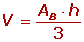 V = A_B · h / 3